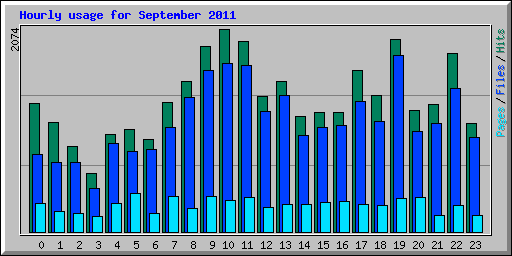 Hourly usage for September 2011
2074
Pages/Files/Hits
0 1 2 3 4 5 6 7 8 9 10 11 12 13 14 15 16 17 18 19 20 21 22 23